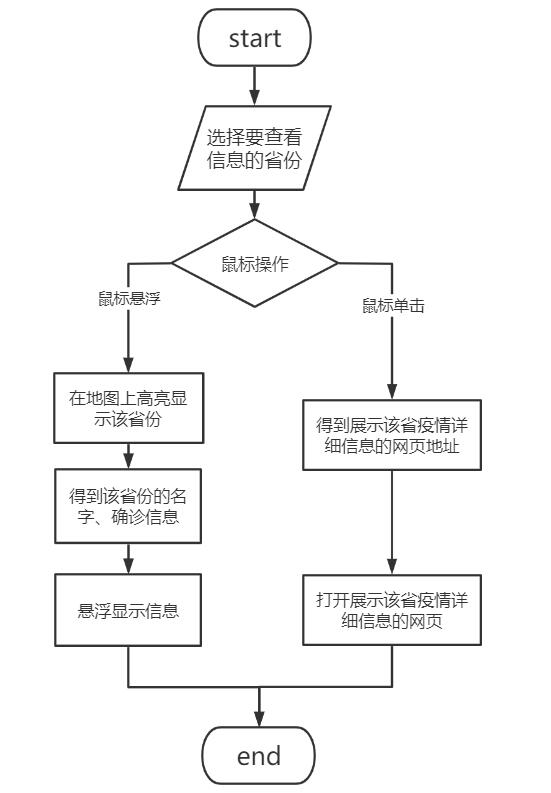 start
选择要查看
信息的省份
鼠标操作
鼠标悬浮
鼠标单击
在地图上高亮显
示该省份
得到展示该省疫情详
细信息的网页地址
得到该省份的名
字、确诊信息
悬浮显示信息
打开展示该省疫情详
细信息的网页
end